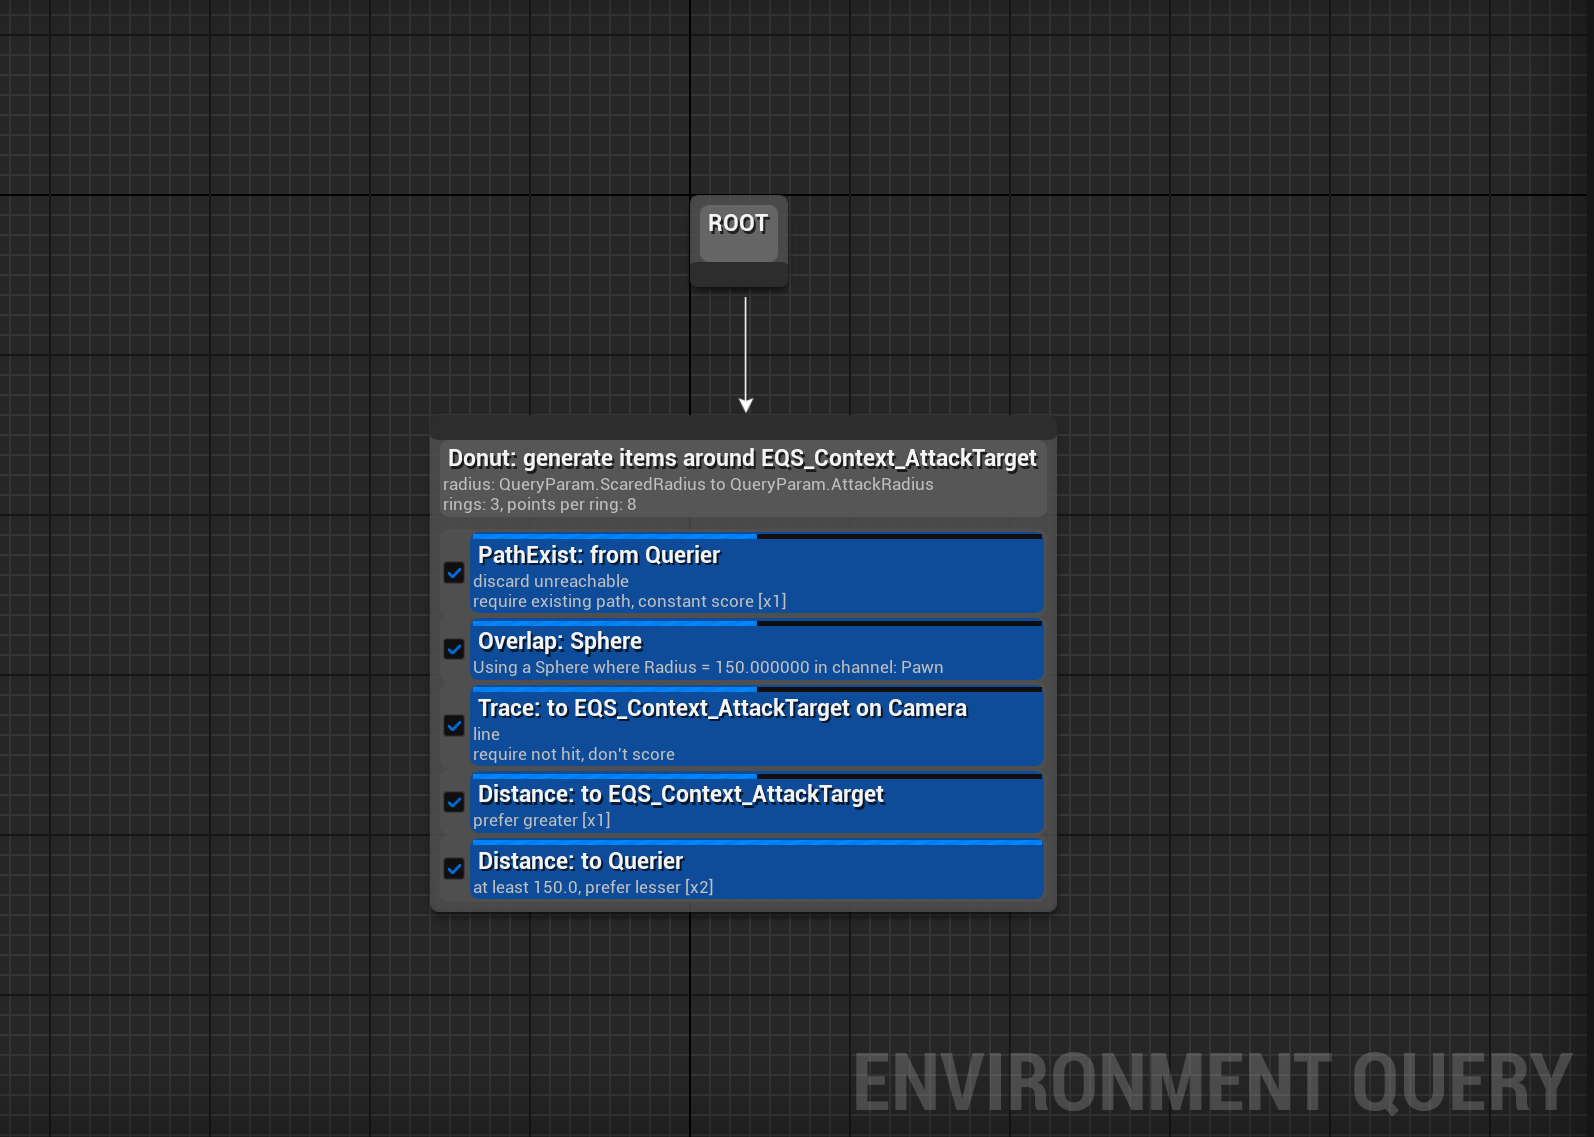 ROOT
Donut: generate items around EQS_Context_AttackTarget
radius: QueryParam.ScaredRadius to QueryParam.AttackRadius
rings: 3, points per ring: 8
PathExist: from Querier
discard unreachable
require existing path, constant score [x1]
Overlap: Sphere
Using a Sphere where Radius = 150.000000 in channel: Pawn
Trace: to EQS_Context_AttackTarget on Camera
line
require not hit, don't score
Distance: to EQS_Context_AttackTarget
prefer greater [x1]
Distance: to Querier
at least 150.0, prefer lesser [x2]
ENVIRONMENT QUERY